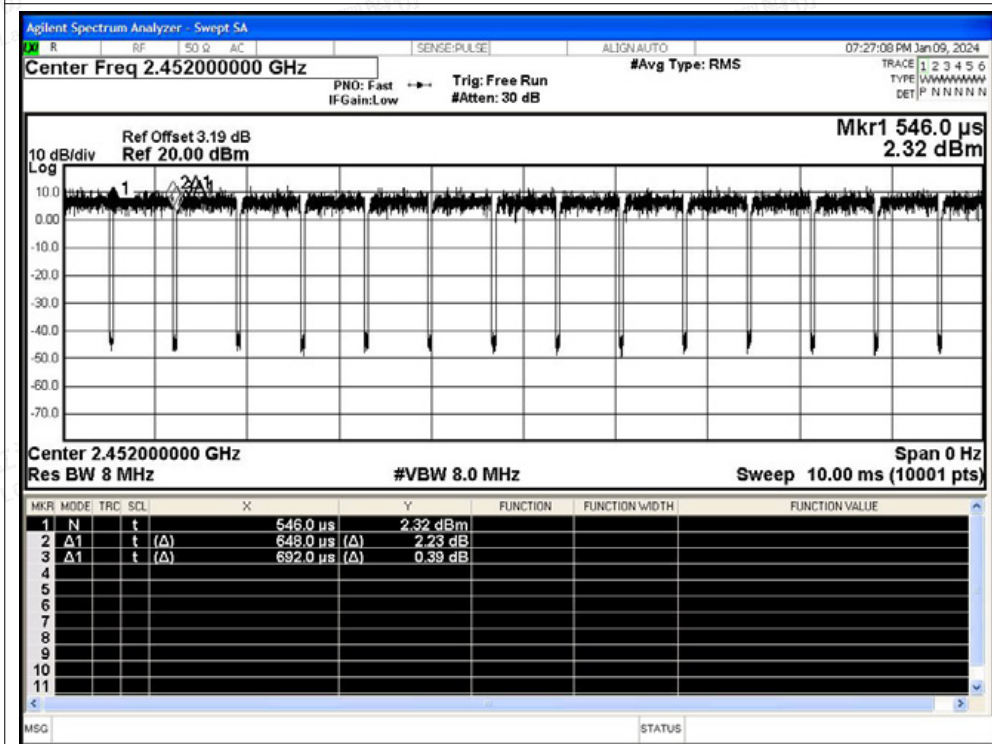 Agilent Spectrum Analyzer - Swept SA
LXI R RF 50 Ω AC SENSE:PULSE ALIGN AUTO 07:27:08 PM Jan 09, 2024
Center Freq 2.452000000 GHz #Avg Type: RMS TRACE 1 2 3 4 5 6
PNO: Fast Trig: Free Run TYPE WWWWWW
IFGain:Low #Atten: 30 dB DET P N N N N N
Mkr1 546.0 µs
Ref Offset 3.19 dB
10 dB/div Ref 20.00 dBm 2.32 dBm
Log
10.0
0.00
-10.0
-20.0
-30.0
-40.0
-50.0
-60.0
-70.0
1
Center 2.452000000 GHz Span 0 Hz
Res BW 8 MHz #VBW 8.0 MHz Sweep 10.00 ms (10001 pts)
MKR MODE TRC SCL X Y FUNCTION FUNCTION WIDTH FUNCTION VALUE
1 N t 546.0 µs 2.32 dBm
2 Δ1 t (Δ) 648.0 µs (Δ) 2.23 dB
3 Δ1 t (Δ) 692.0 µs (Δ) 0.39 dB
4
5
6
7
8
9
10
11
MSG STATUS